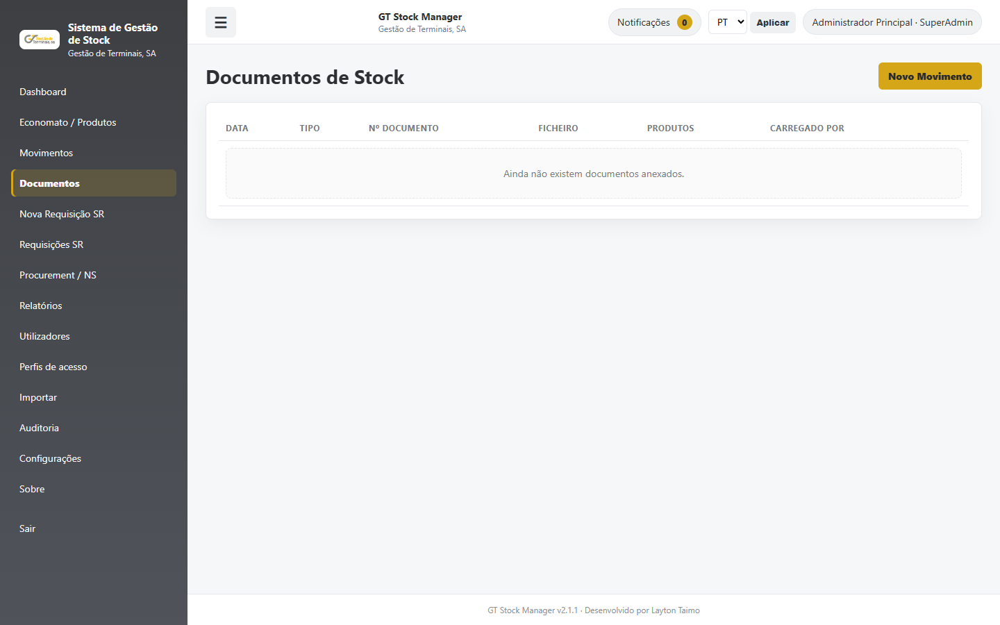 Sistema de Gestão
de Stock
Gestão de Terminais, SA
Dashboard
Economato / Produtos
Movimentos
Documentos
Nova Requisição SR
Requisições SR
Procurement / NS
Relatórios
Utilizadores
Perfis de acesso
Importar
Auditoria
Configurações
Sobre
Sair
GT Stock Manager
Gestão de Terminais, SA
Notificações 0
PT
Aplicar
Administrador Principal · SuperAdmin
Documentos de Stock
Novo Movimento
DATA TIPO Nº DOCUMENTO FICHEIRO PRODUTOS CARREGADO POR
Ainda não existem documentos anexados.
GT Stock Manager v2.1.1 · Desenvolvido por Layton Taimo